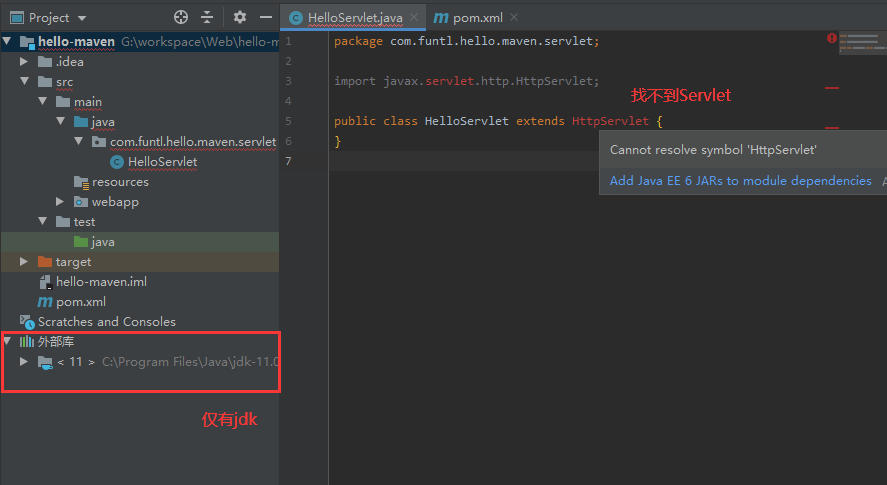 Project
hello-maven G:\workspace\Web\hello-m
.idea
src
main
java
com.funtl.hello.maven.servlet
HelloServlet
resources
webapp
test
java
target
hello-maven.iml
pom.xml
Scratches and Consoles
外部库
< 11 > C:\Program Files\Java\jdk-11.0
仅有jdk
HelloServlet.java
pom.xml
1 package com.funtl.hello.maven.servlet;
2
3 import javax.servlet.http.HttpServlet;
找不到Servlet
4
5 public class HelloServlet extends HttpServlet {
6 }
7
Cannot resolve symbol 'HttpServlet'
Add Java EE 6 JARs to module dependencies